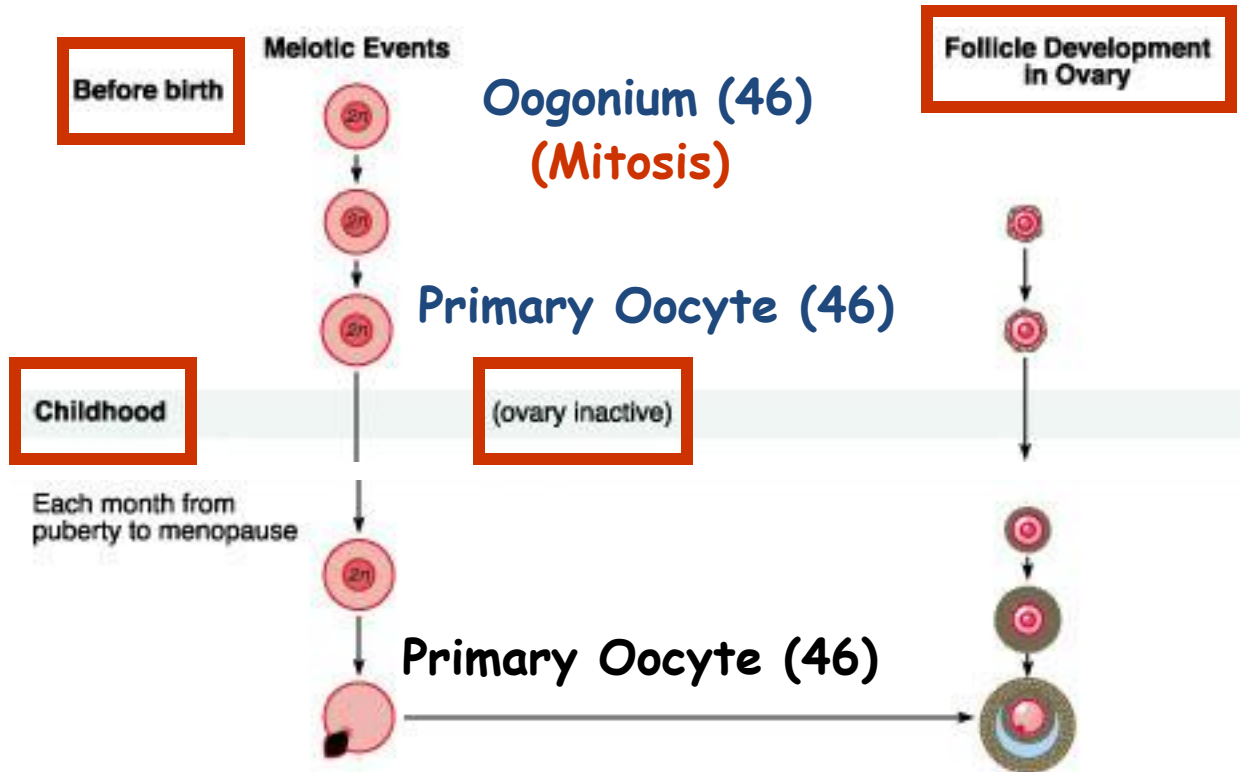 Meiotic Events
Follicle Development
in Ovary
Before birth
2n
Oogonium (46)
(Mitosis)
2n
2n
Primary Oocyte (46)
Childhood
(ovary inactive)
Each month from
puberty to menopause
2n
Primary Oocyte (46)